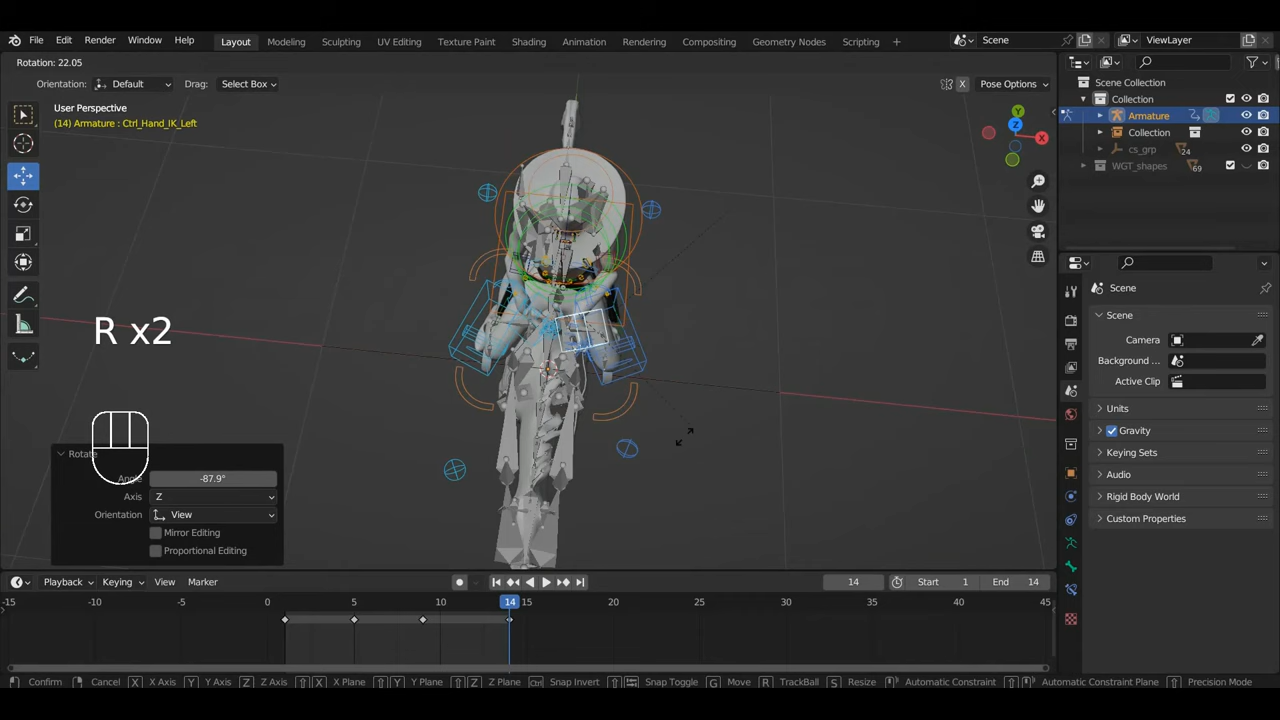 File Edit Render Window Help Layout Modeling Sculpting UV Editing Texture Paint Shading Animation Rendering Compositing Geometry Nodes Scripting + Scene ViewLayer
Rotation: 22.05
Orientation: Default Drag: Select Box X Pose Options
Scene Collection
User Perspective
(14) Armature : Ctrl_Hand_IK_Left
Collection
Armature
Collection
cs_grp 24
WGT_shapes 69
Y
Z
X
Scene
Scene
Camera
Background ...
Active Clip
Units
Gravity
Keying Sets
Audio
Rigid Body World
Custom Properties
R x2
Rotate
Angle -87.9°
Axis Z
Orientation View
Mirror Editing
Proportional Editing
Playback Keying View Marker 14 Start 1 End 14
-15 -10 -5 0 5 10 14 15 20 25 30 35 40 45
Confirm Cancel X X Axis Y Y Axis Z Z Axis X X Plane Y Y Plane Z Z Plane Ctrl Snap Invert Snap Toggle G Move R TrackBall S Resize Automatic Constraint Automatic Constraint Plane Precision Mode